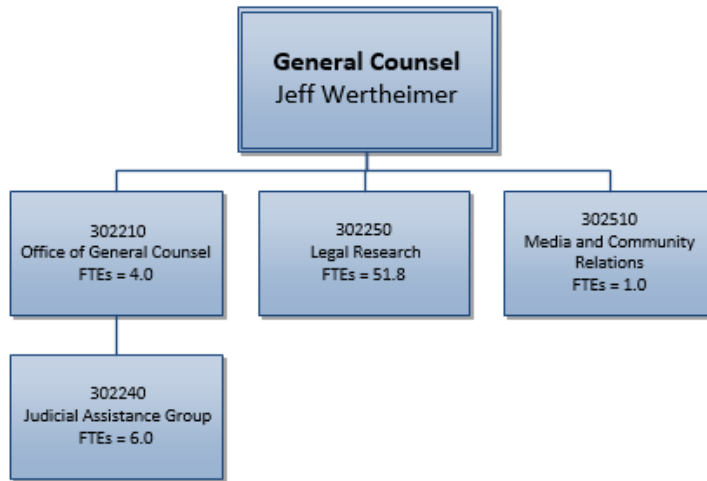 General Counsel
Jeff Wertheimer
302210
Office of General Counsel
FTEs = 4.0
302250
Legal Research
FTEs = 51.8
302510
Media and Community
Relations
FTEs = 1.0
302240
Judicial Assistance Group
FTEs = 6.0